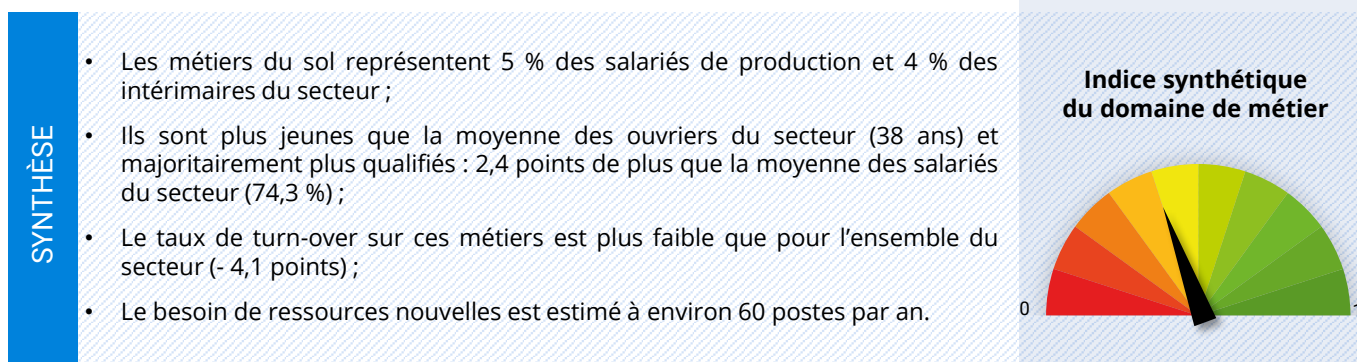 SYNTHÈSE
• Les métiers du sol représentent 5 % des salariés de production et 4 % des
intérimaires du secteur ;
• Ils sont plus jeunes que la moyenne des ouvriers du secteur (38 ans) et
majoritairement plus qualifiés : 2,4 points de plus que la moyenne des salariés
du secteur (74,3 %) ;
• Le taux de turn-over sur ces métiers est plus faible que pour l’ensemble du
secteur (- 4,1 points) ;
• Le besoin de ressources nouvelles est estimé à environ 60 postes par an.
Indice synthétique
du domaine de métier
0